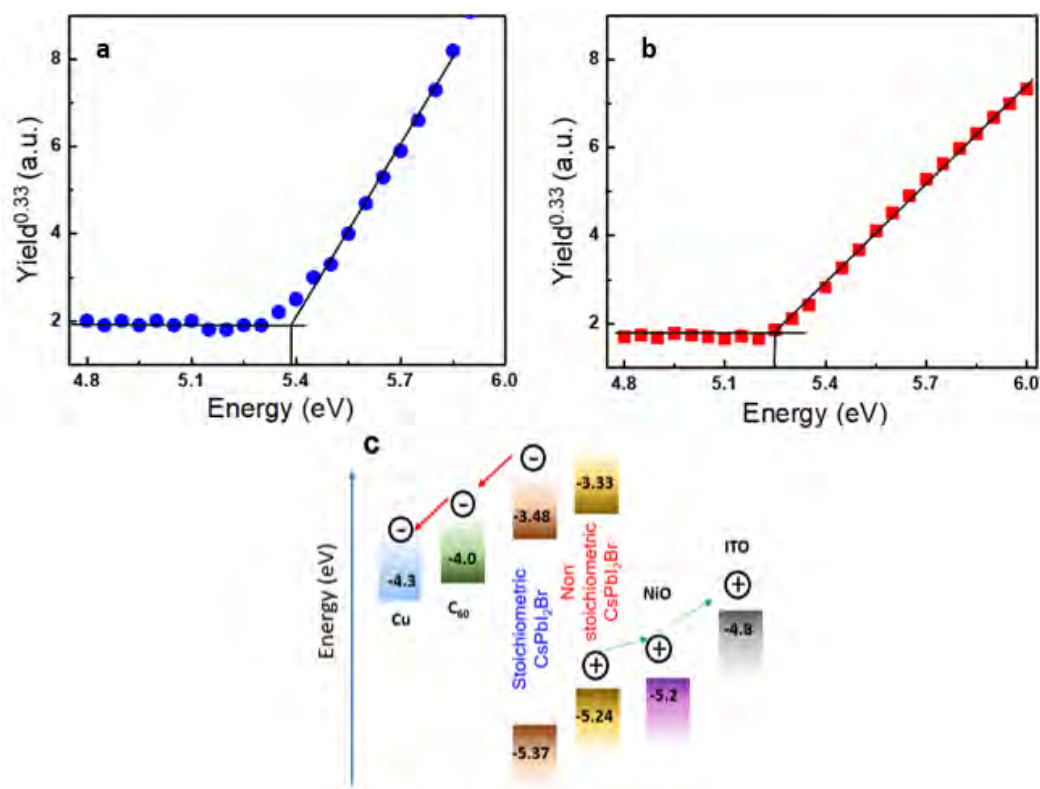 a
Yield^0.33 (a.u.)
8
6
4
2
4.8 5.1 5.4 5.7 6.0
Energy (eV)
b
Yield^0.33 (a.u.)
8
6
4
2
4.8 5.1 5.4 5.7 6.0
Energy (eV)
c
Energy (eV)
-4.3
Cu
-4.0
C₆₀
-3.48
Stoichiometric
CsPbI₂Br
-5.37
-3.33
Non
stoichiometric
CsPbI₂Br
-5.24
NiO
-5.2
ITO
-4.8